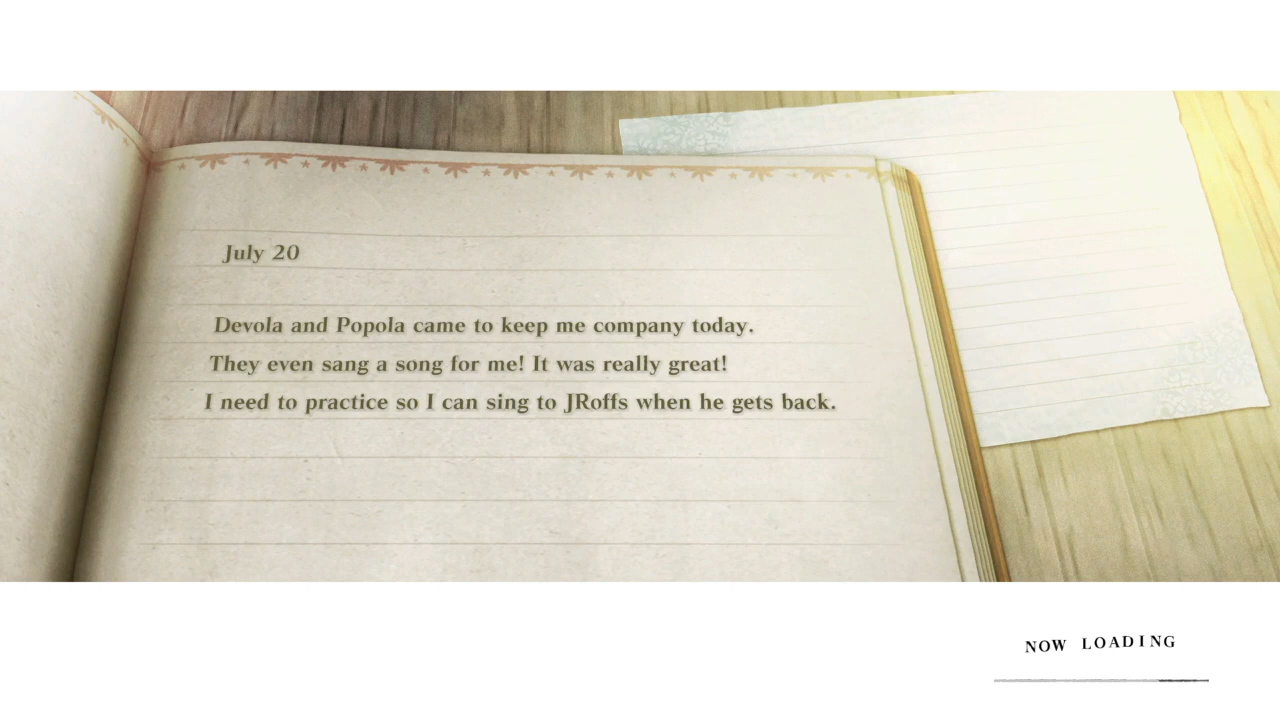 July 20
Devola and Popola came to keep me company today.
They even sang a song for me! It was really great!
I need to practice so I can sing to JRoffs when he gets back.
NOW LOADING